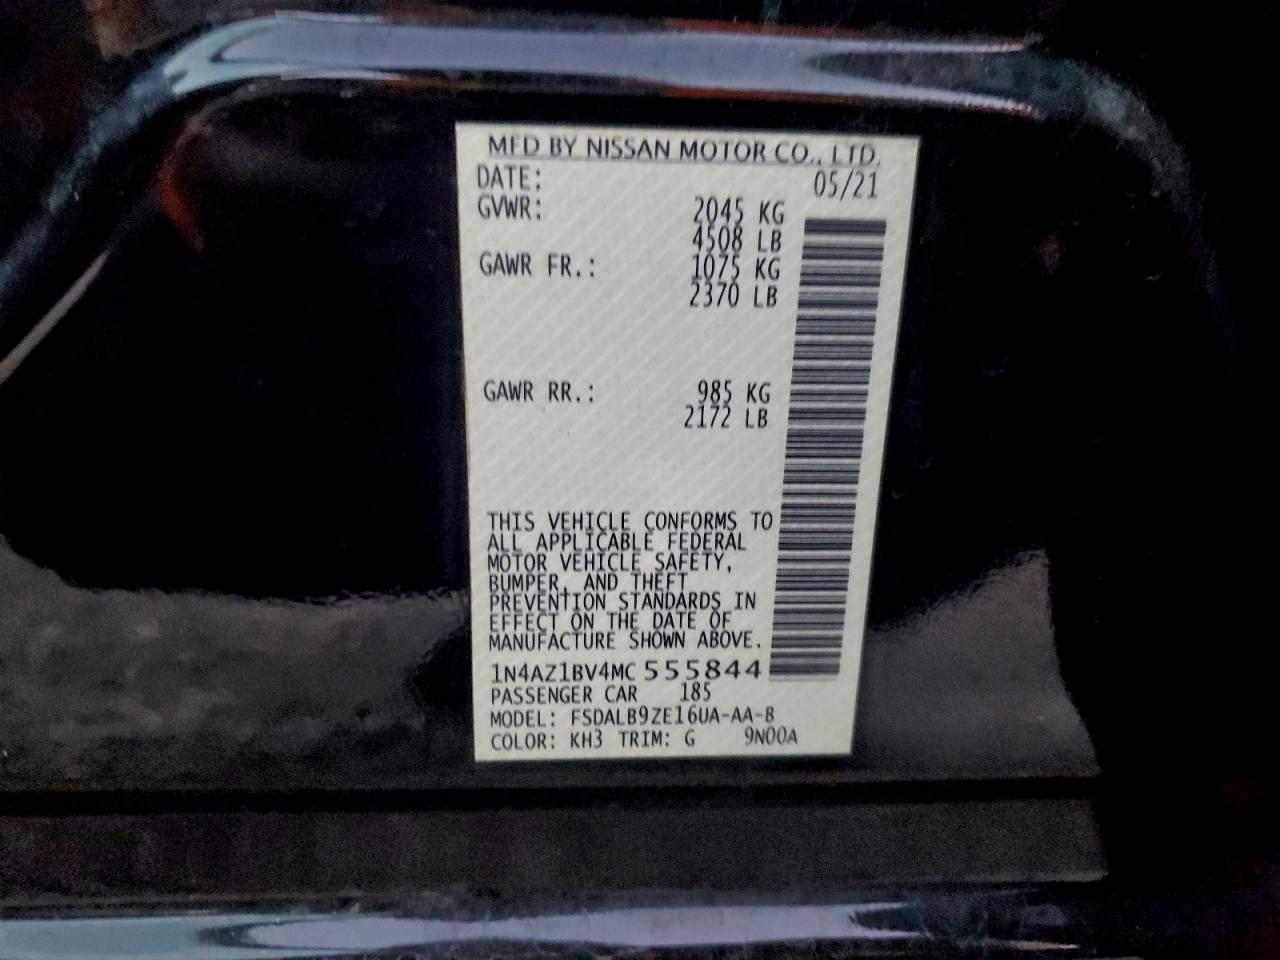 MFD BY NISSAN MOTOR CO., LTD.
DATE: 05/21
GVWR: 2045 KG
4508 LB
GAWR FR.: 1075 KG
2370 LB
GAWR RR.: 985 KG
2172 LB
THIS VEHICLE CONFORMS TO
ALL APPLICABLE FEDERAL
MOTOR VEHICLE SAFETY,
BUMPER, AND THEFT
PREVENTION STANDARDS IN
EFFECT ON THE DATE OF
MANUFACTURE SHOWN ABOVE.
1N4AZ1BV4MC 555844
PASSENGER CAR 185
MODEL: FSDALB9ZE16UA-AA-B
COLOR: KH3 TRIM: G 9N00A